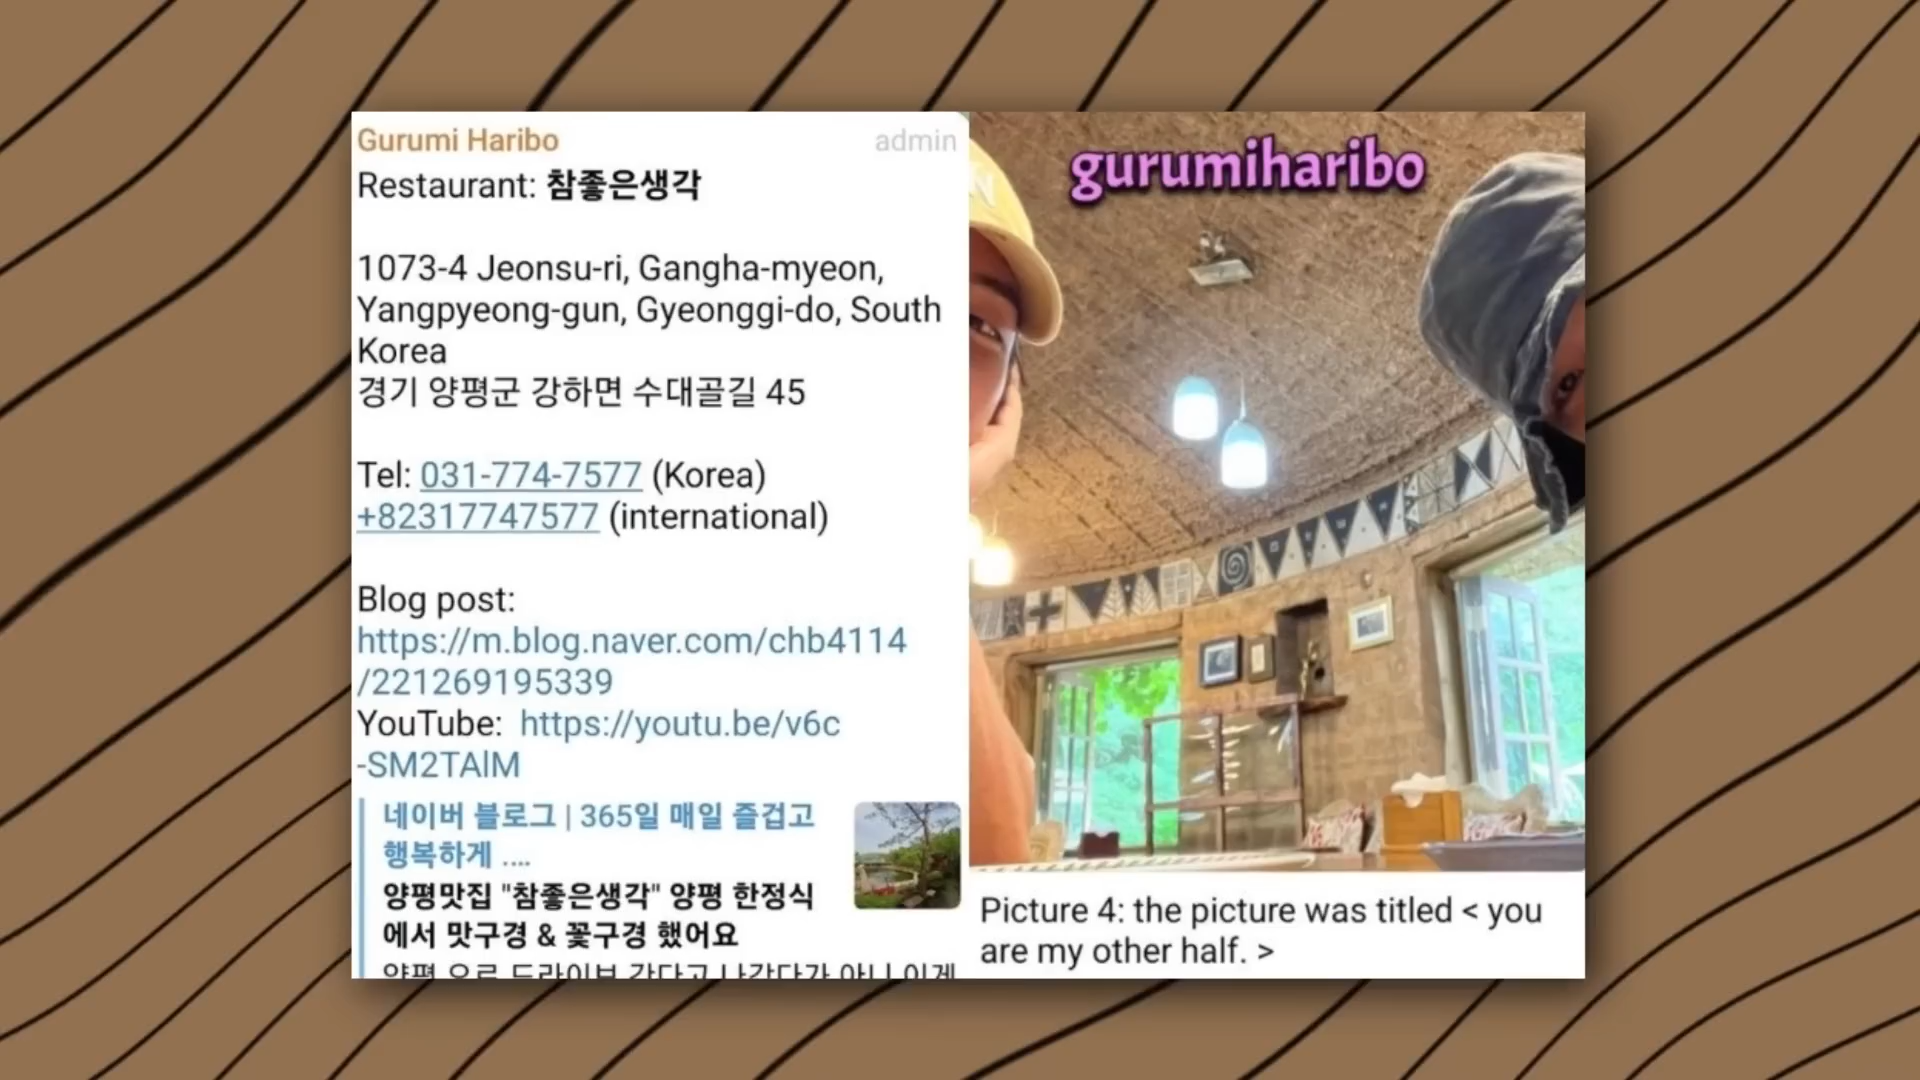 Gurumi Haribo admin
Restaurant: 참좋은생각
1073-4 Jeonsu-ri, Gangha-myeon,
Yangpyeong-gun, Gyeonggi-do, South
Korea
경기 양평군 강하면 수대골길 45
Tel: 031-774-7577 (Korea)
+82317747577 (international)
Blog post:
https://m.blog.naver.com/chb4114
/221269195339
YouTube: https://youtu.be/v6c
-SM2TAlM
네이버 블로그 | 365일 매일 즐겁고
행복하게 ....
양평맛집 "참좋은생각" 양평 한정식
에서 맛구경 & 꽃구경 했어요
gurumiharibo
N
Picture 4: the picture was titled < you
are my other half. >